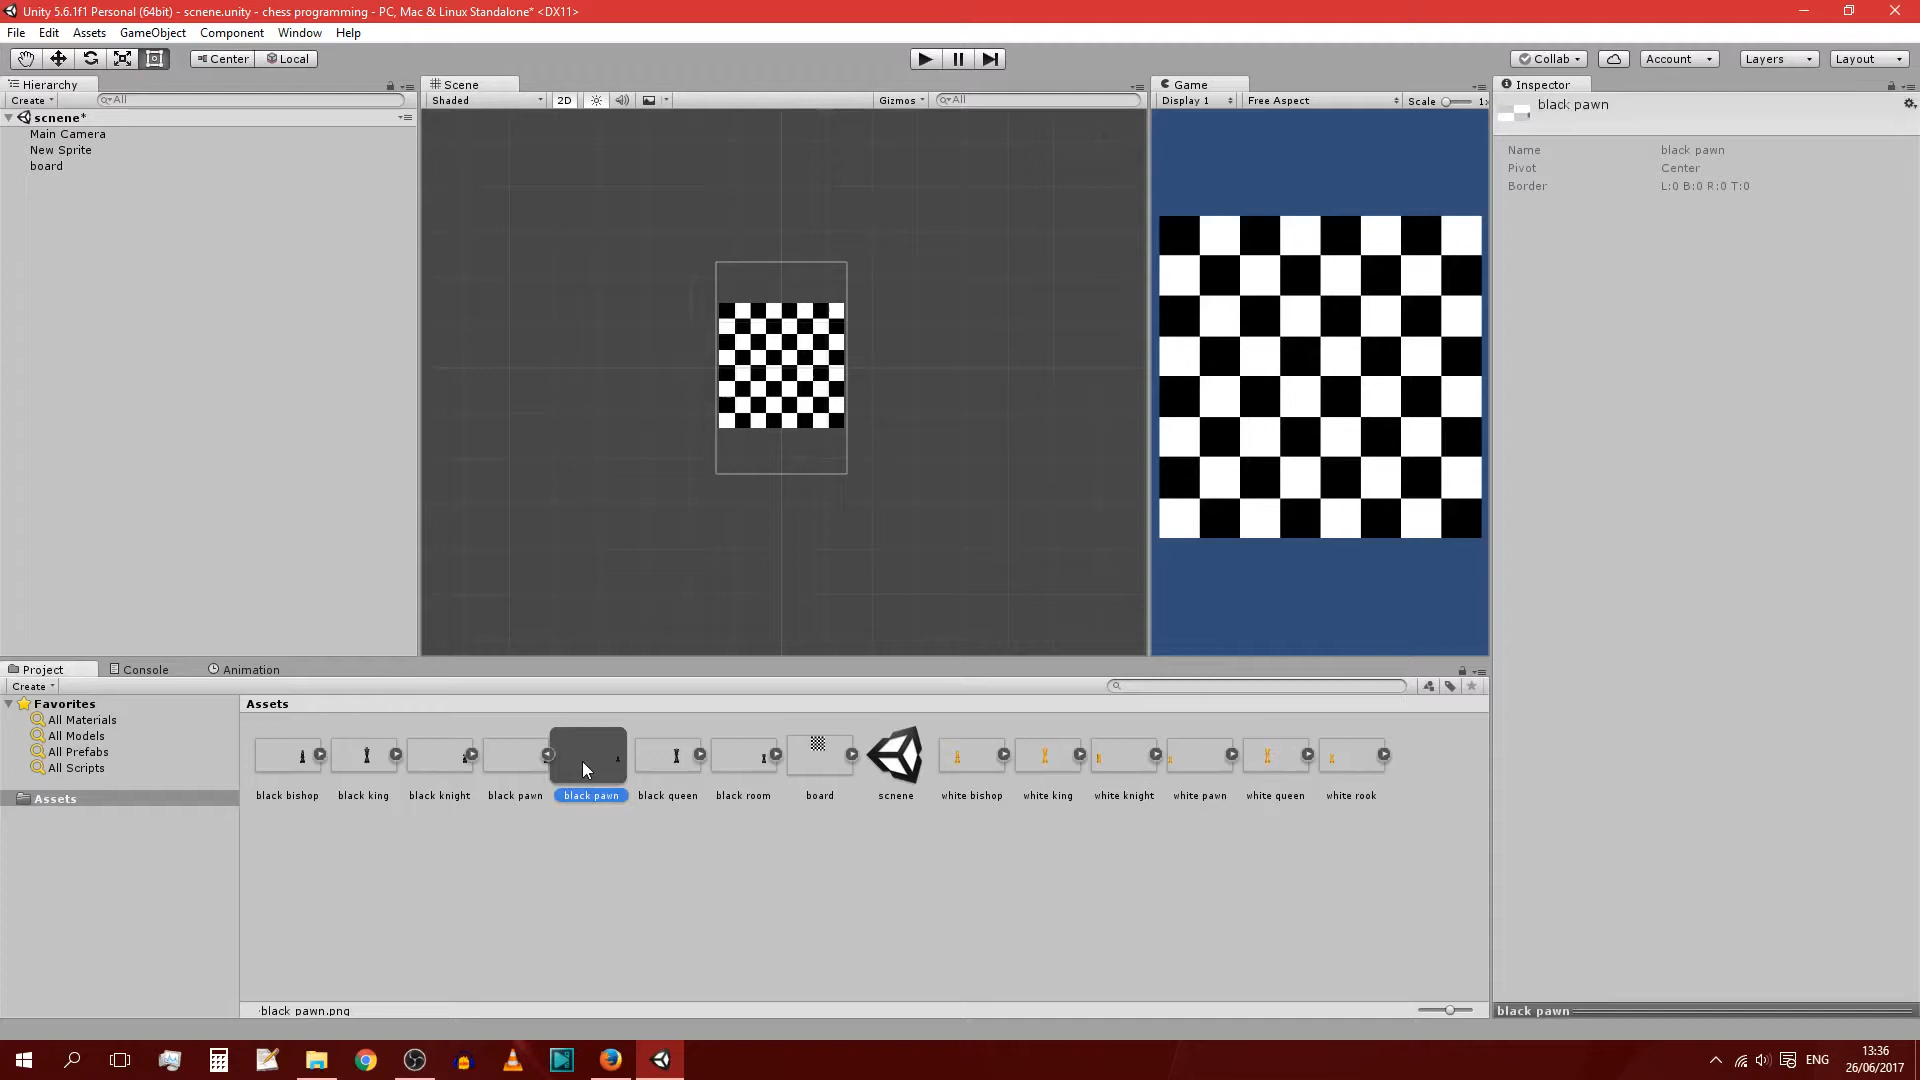 Unity 5.6.1f1 Personal (64bit) - scnene.unity - chess programming - PC, Mac & Linux Standalone* <DX11>
File Edit Assets GameObject Component Window Help
Center Local Collab Account Layers Layout
Hierarchy
Create All
scnene*
Main Camera
New Sprite
board
Scene
Shaded 2D Gizmos All
Game
Display 1 Free Aspect Scale 1x
Inspector
black pawn
Name black pawn
Pivot Center
Border L:0 B:0 R:0 T:0
Project Console Animation
Create
Favorites
All Materials
All Models
All Prefabs
All Scripts
Assets
Assets
black bishop black king black knight black pawn black pawn black queen black room board scnene white bishop white king white knight white pawn white queen white rook
black pawn.png
black pawn
ENG
13:36
26/06/2017